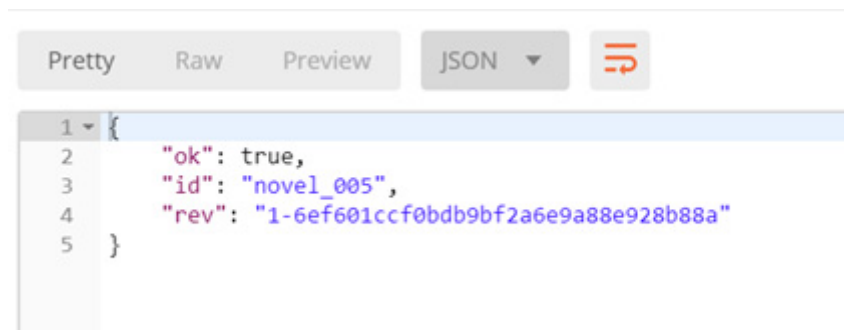 Pretty Raw Preview JSON
1 {
2 "ok": true,
3 "id": "novel_005",
4 "rev": "1-6ef601ccf0bdb9bf2a6e9a88e928b88a"
5 }